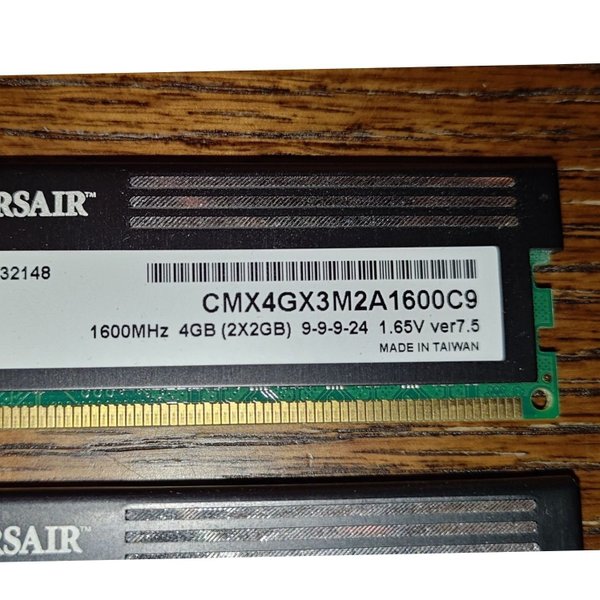 RSAIR™
32148
CMX4GX3M2A1600C9
1600MHz 4GB (2X2GB) 9-9-9-24 1.65V ver7.5
MADE IN TAIWAN
RSAIR™